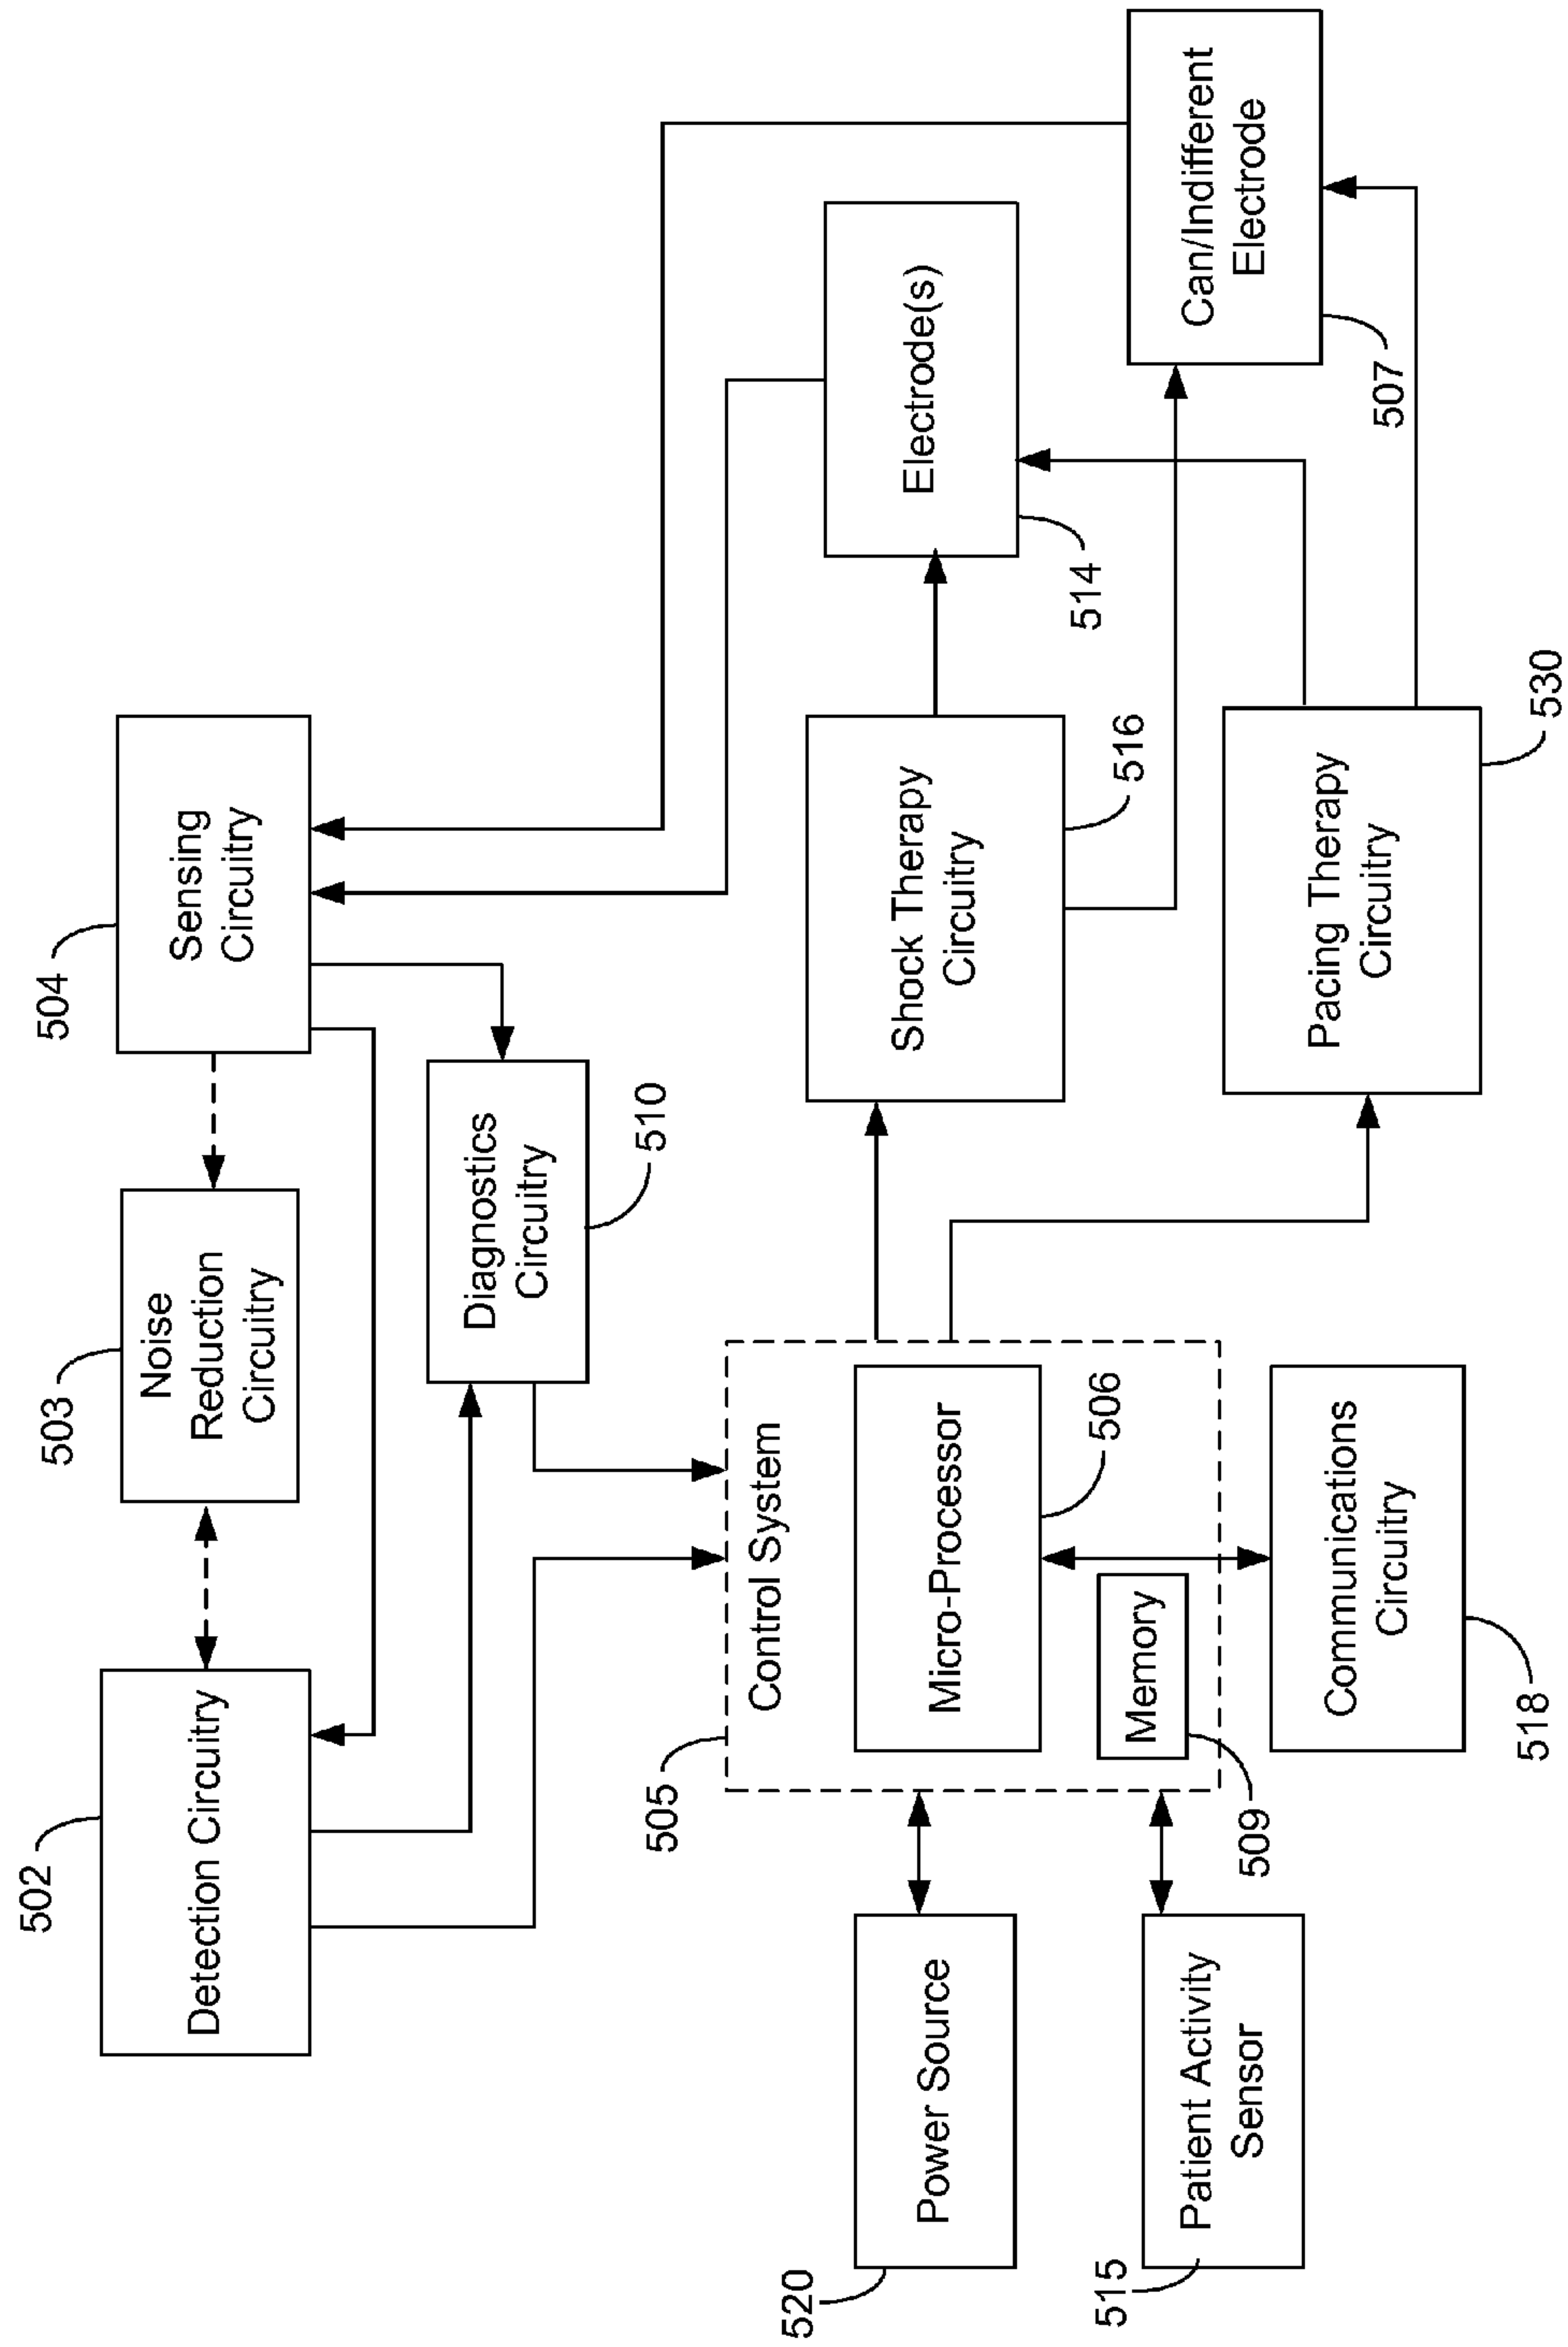 502
Detection Circuitry
503
Noise
Reduction
Circuitry
504
Sensing
Circuitry
Diagnostics
Circuitry
510
505
Control System
Micro-Processor
506
Memory
509
520
Power Source
515
Patient Activity
Sensor
Communications
Circuitry
518
Shock Therapy
Circuitry
516
Pacing Therapy
Circuitry
530
Electrode(s)
514
Can/Indifferent
Electrode
507